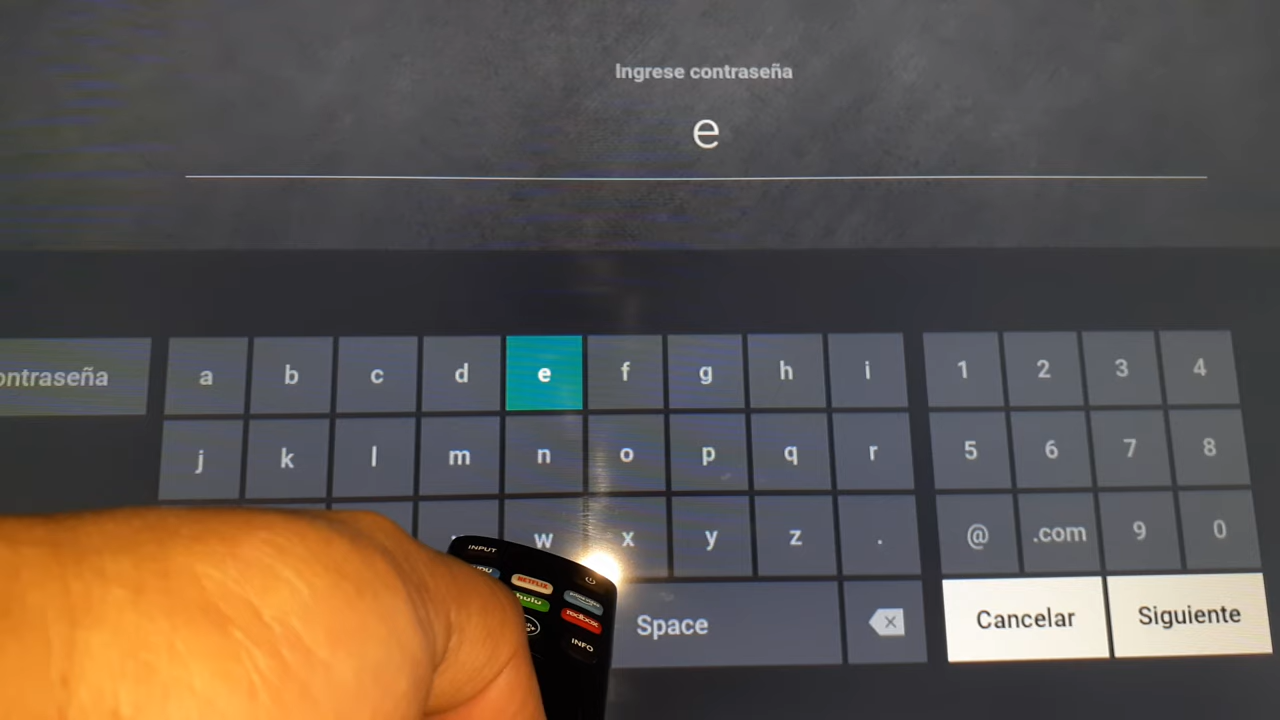 Ingrese contraseña
e
ontraseña a b c d e f g h i 1 2 3 4
j k l m n o p q r 5 6 7 8
w x y z . @ .com 9 0
Space Cancelar Siguiente
INPUT
NETFLIX
hulu
redbox
INFO